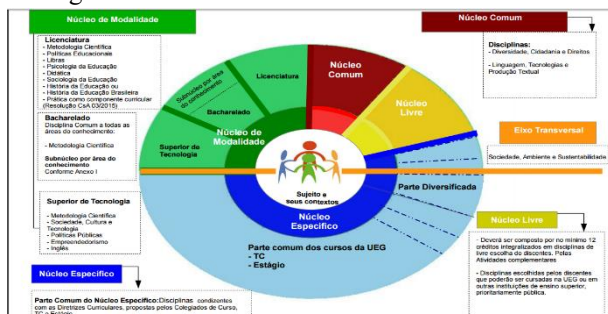 Núcleo de Modalidade
Licenciatura
- Metodologia Científica
- Políticas Educacionais
- Libras
- Psicologia da Educação
- Didática
- Sociologia da Educação
- História da Educação ou
História da Educação Brasileira
- Prática como componente curricular
(Resolução CsA 03/2015)
Bacharelado
Disciplina Comum a todas as
áreas do conhecimento:
- Metodologia Científica
Subnúcleo por área do
conhecimento
Conforme Anexo I
Superior de Tecnologia
- Metodologia Científica
- Sociedade, Cultura e
Tecnologia
- Políticas Públicas
- Empreendedorismo
- Inglês
Núcleo Específico
Parte Comum do Núcleo Específico: Disciplinas condizentes
com as Diretrizes Curriculares, propostas pelos Colegiados de Curso,
TC e Estágio
Licenciatura
Subnúcleo por área do
conhecimento
Bacharelado
Superior de
Tecnologia
Núcleo de
Modalidade
Núcleo
Comum
Núcleo
Livre
Sujeito e
seus contextos
Núcleo
Específico
Parte Diversificada
Parte comum dos cursos da UEG
- TC
- Estágio
Núcleo Comum
Disciplinas:
- Diversidade, Cidadania e Direitos
- Linguagem, Tecnologias e
Produção Textual
Eixo Transversal
Sociedade, Ambiente e Sustentabilidade
Núcleo Livre
- Deverá ser composto por no mínimo 12
créditos integralizados em disciplinas de
livre escolha do discente. Pelas
Atividades complementares
- Disciplinas escolhidas pelos discentes
que poderão ser cursadas na UEG ou em
outras instituições de ensino superior,
prioritariamente pública.